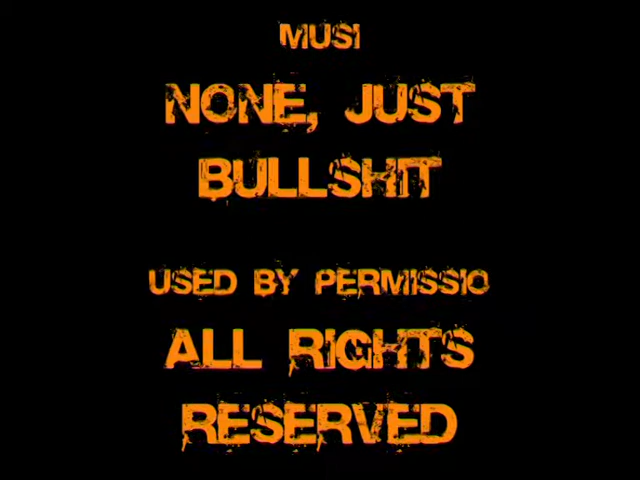 MUSI
NONE, JUST
BULLSHIT
USED BY PERMISSIO
ALL RIGHTS
RESERVED